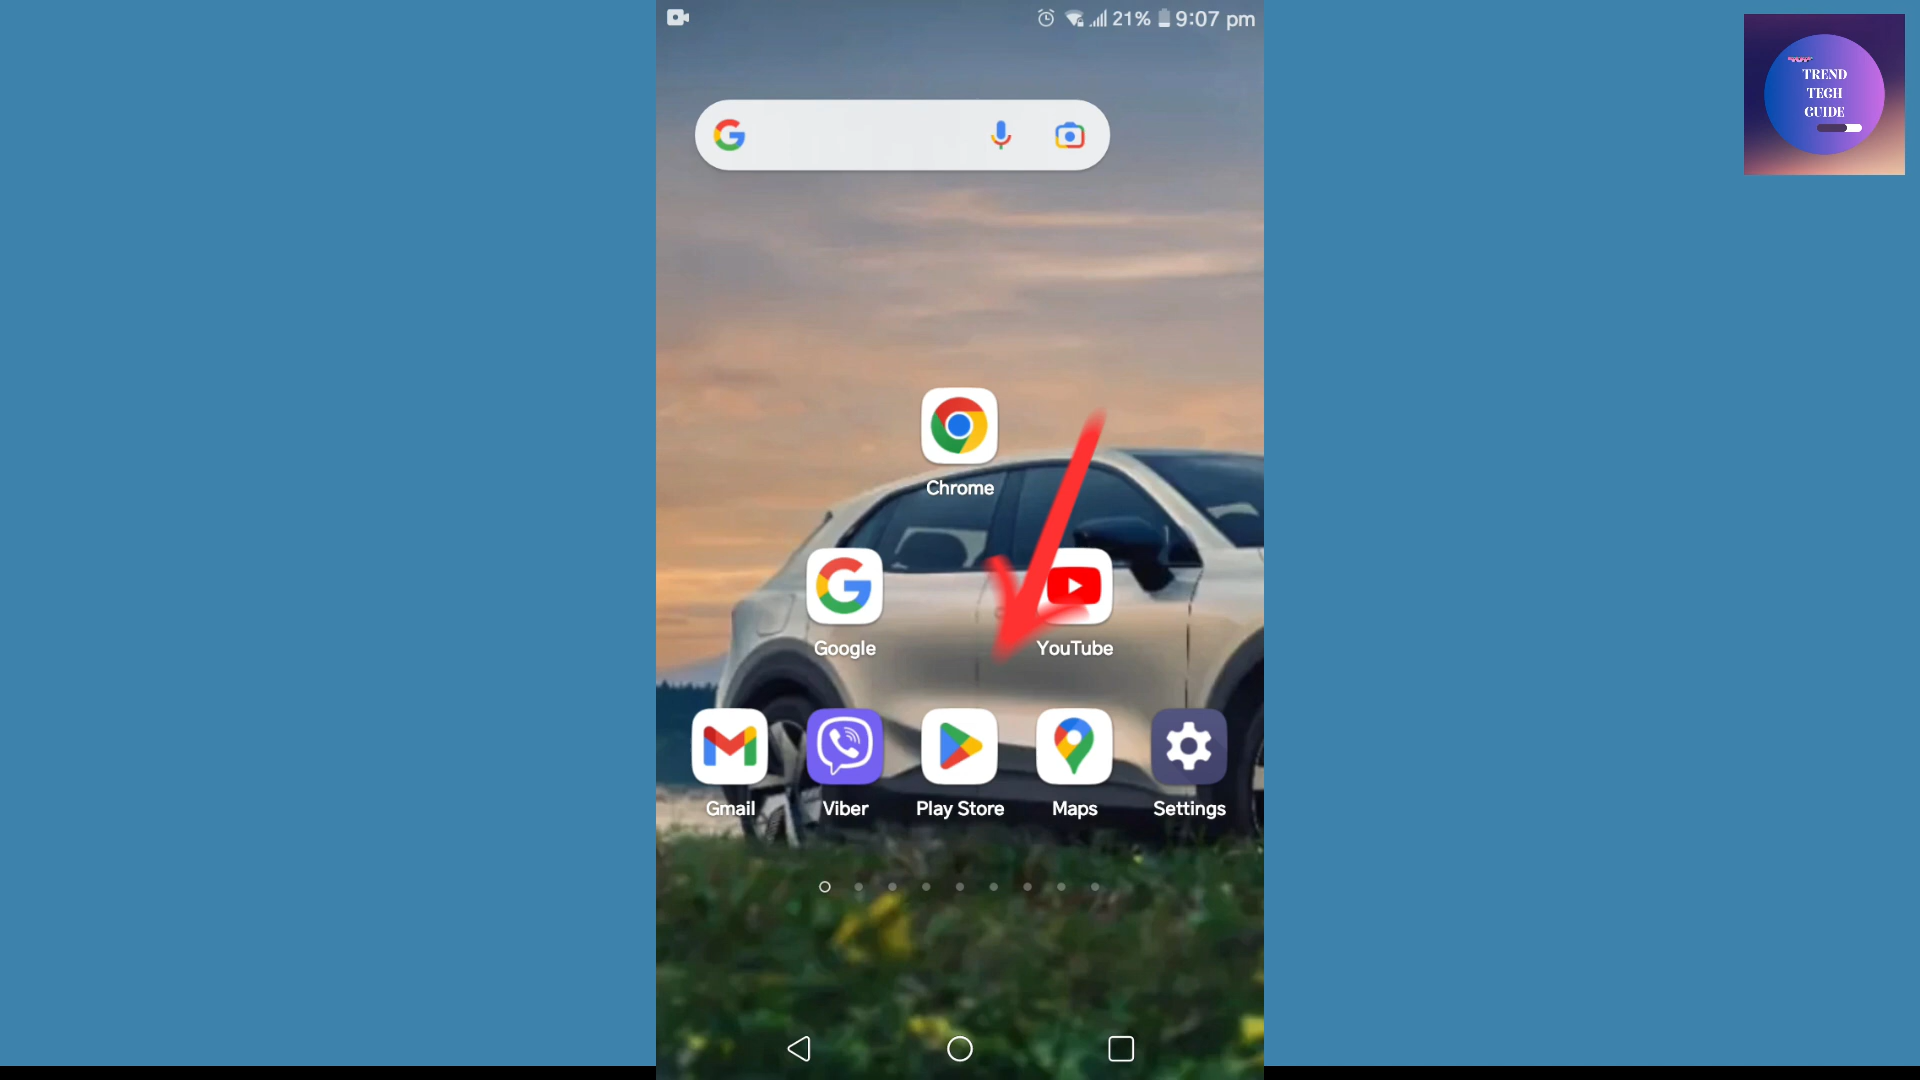 21% 9:07 pm
TREND
TECH
GUIDE
Chrome
Google
YouTube
Gmail
Viber
Play Store
Maps
Settings